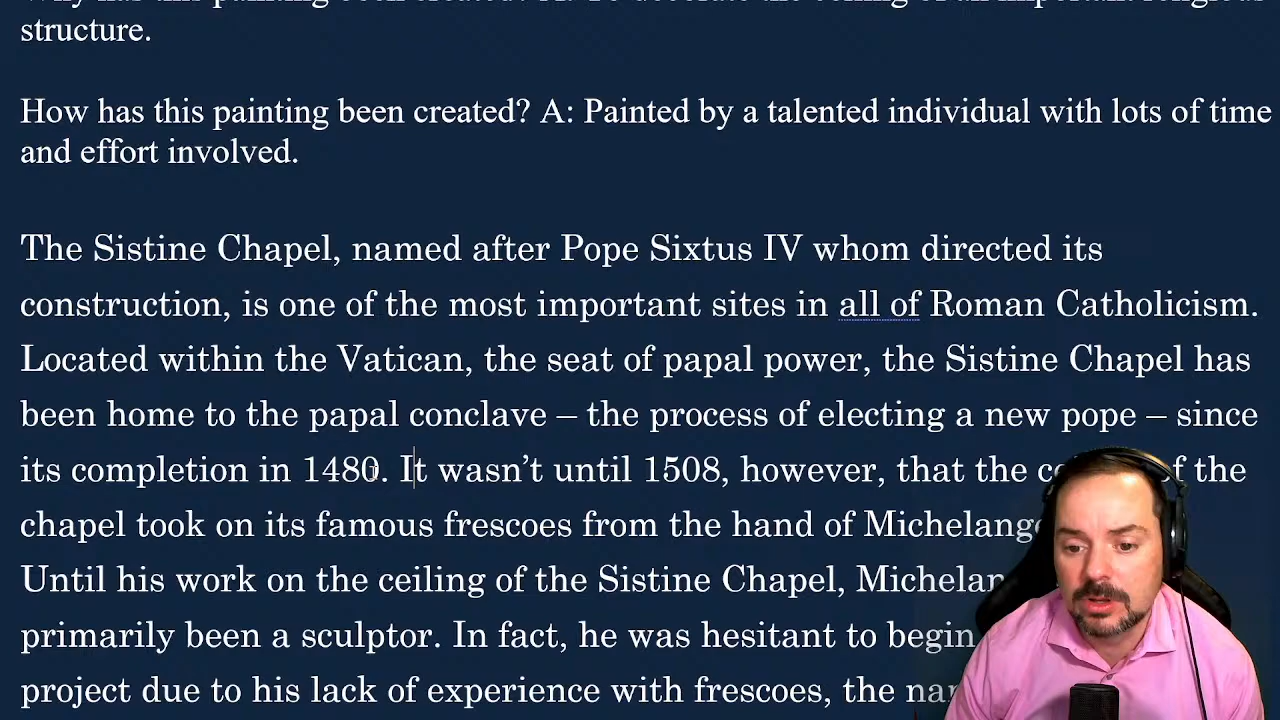 structure.
How has this painting been created? A: Painted by a talented individual with lots of time
and effort involved.
The Sistine Chapel, named after Pope Sixtus IV whom directed its
construction, is one of the most important sites in all of Roman Catholicism.
Located within the Vatican, the seat of papal power, the Sistine Chapel has
been home to the papal conclave – the process of electing a new pope – since
its completion in 1480. It wasn’t until 1508, however, that the of the
chapel took on its famous frescoes from the hand of
Until his work on the ceiling of the Sistine Chapel,
primarily been a sculptor. In fact, he was hesitant to begin
project due to his lack of experience with frescoes, the